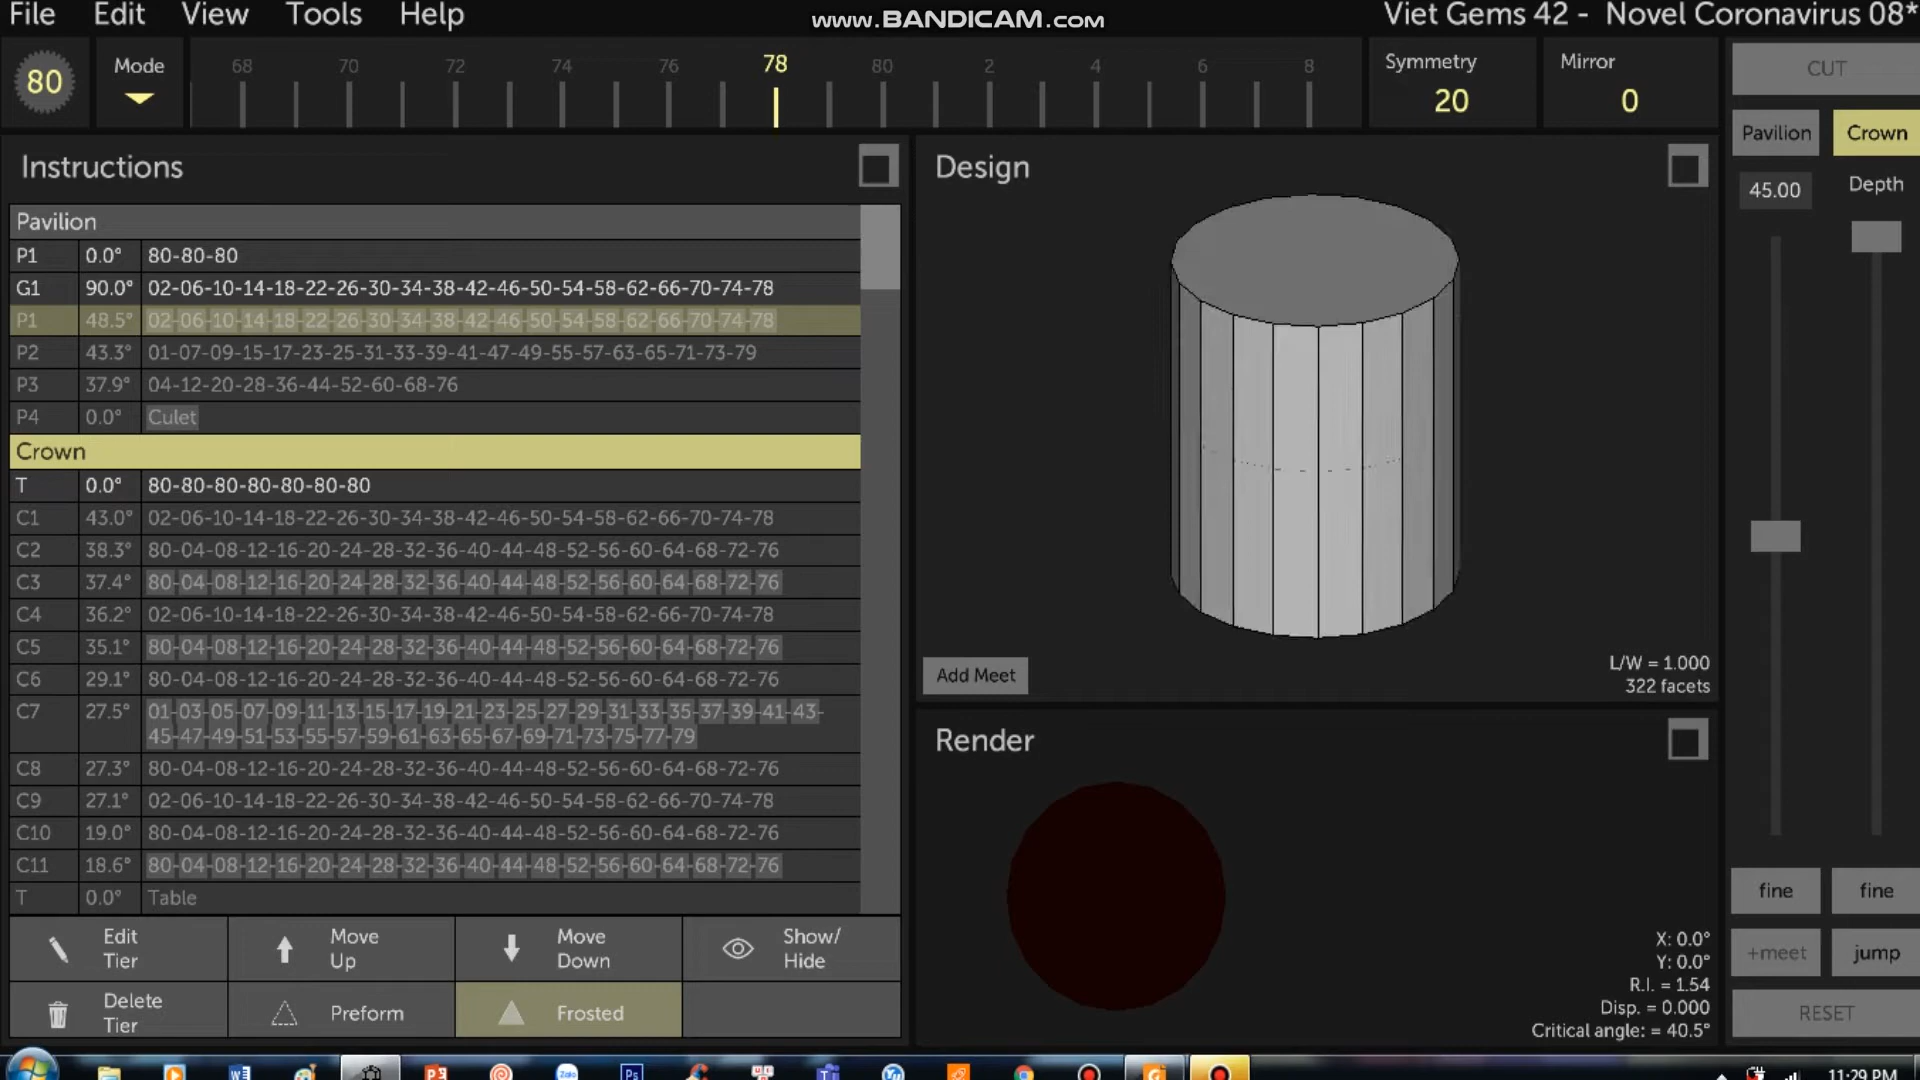 File Edit View Tools Help
www.BANDICAM.com
Viet Gems 42 - Novel Coronavirus 08*
80
Mode
68 70 72 74 76 78 80 2 4 6 8
Symmetry
20
Mirror
0
CUT
Pavilion
Crown
45.00
Depth
Instructions
Pavilion
P1 0.0° 80-80-80
G1 90.0° 02-06-10-14-18-22-26-30-34-38-42-46-50-54-58-62-66-70-74-78
P1 48.5° 02-06-10-14-18-22-26-30-34-38-42-46-50-54-58-62-66-70-74-78
P2 43.3° 01-07-09-15-17-23-25-31-33-39-41-47-49-55-57-63-65-71-73-79
P3 37.9° 04-12-20-28-36-44-52-60-68-76
P4 0.0° Culet
Crown
T 0.0° 80-80-80-80-80-80-80
C1 43.0° 02-06-10-14-18-22-26-30-34-38-42-46-50-54-58-62-66-70-74-78
C2 38.3° 80-04-08-12-16-20-24-28-32-36-40-44-48-52-56-60-64-68-72-76
C3 37.4° 80-04-08-12-16-20-24-28-32-36-40-44-48-52-56-60-64-68-72-76
C4 36.2° 02-06-10-14-18-22-26-30-34-38-42-46-50-54-58-62-66-70-74-78
C5 35.1° 80-04-08-12-16-20-24-28-32-36-40-44-48-52-56-60-64-68-72-76
C6 29.1° 80-04-08-12-16-20-24-28-32-36-40-44-48-52-56-60-64-68-72-76
C7 27.5° 01-03-05-07-09-11-13-15-17-19-21-23-25-27-29-31-33-35-37-39-41-43-
45-47-49-51-53-55-57-59-61-63-65-67-69-71-73-75-77-79
C8 27.3° 80-04-08-12-16-20-24-28-32-36-40-44-48-52-56-60-64-68-72-76
C9 27.1° 02-06-10-14-18-22-26-30-34-38-42-46-50-54-58-62-66-70-74-78
C10 19.0° 80-04-08-12-16-20-24-28-32-36-40-44-48-52-56-60-64-68-72-76
C11 18.6° 80-04-08-12-16-20-24-28-32-36-40-44-48-52-56-60-64-68-72-76
T 0.0° Table
Edit
Tier
Move
Up
Move
Down
Show/
Hide
Delete
Tier
Preform
Frosted
Design
Add Meet
L/W = 1.000
322 facets
Render
X: 0.0°
Y: 0.0°
R.I. = 1.54
Disp. = 0.000
Critical angle: = 40.5°
fine
fine
+meet
jump
RESET
Zalo
Ps
11:29 PM